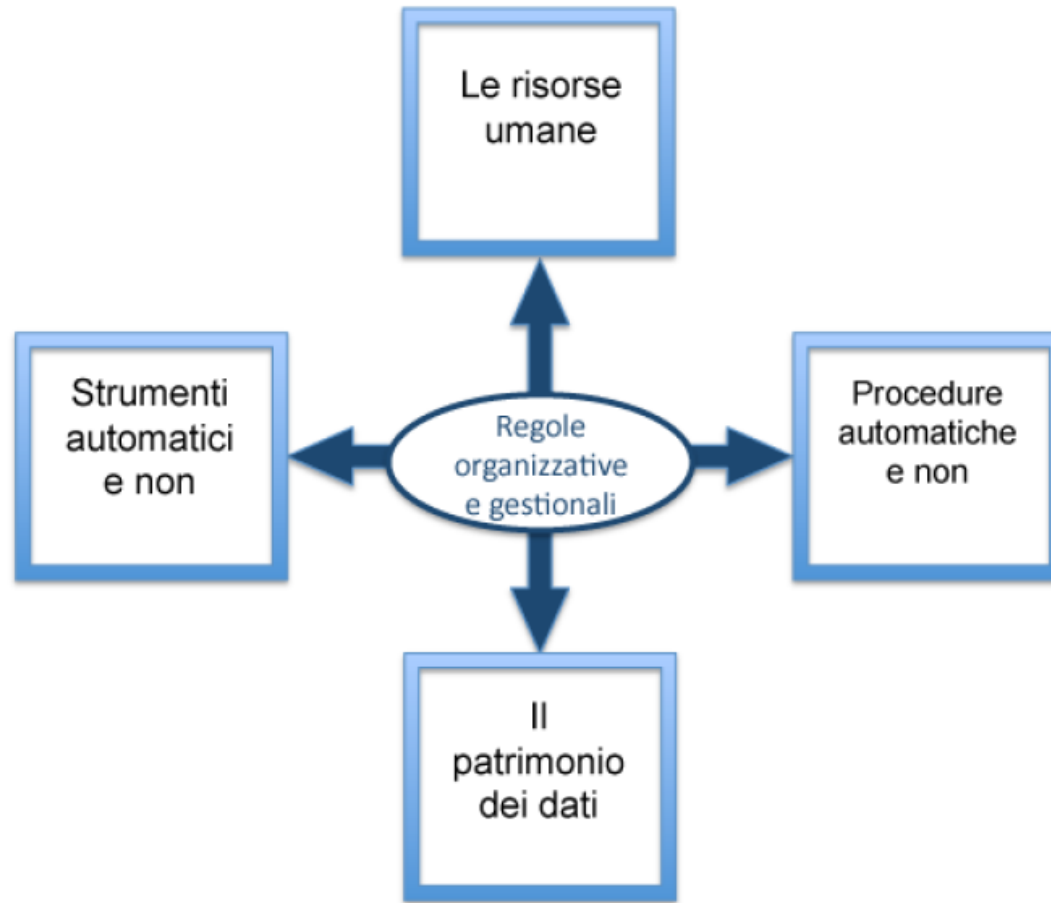 Le risorse
umane
Strumenti
automatici
e non
Regole
organizzative
e gestionali
Procedure
automatiche
e non
Il
patrimonio
dei dati